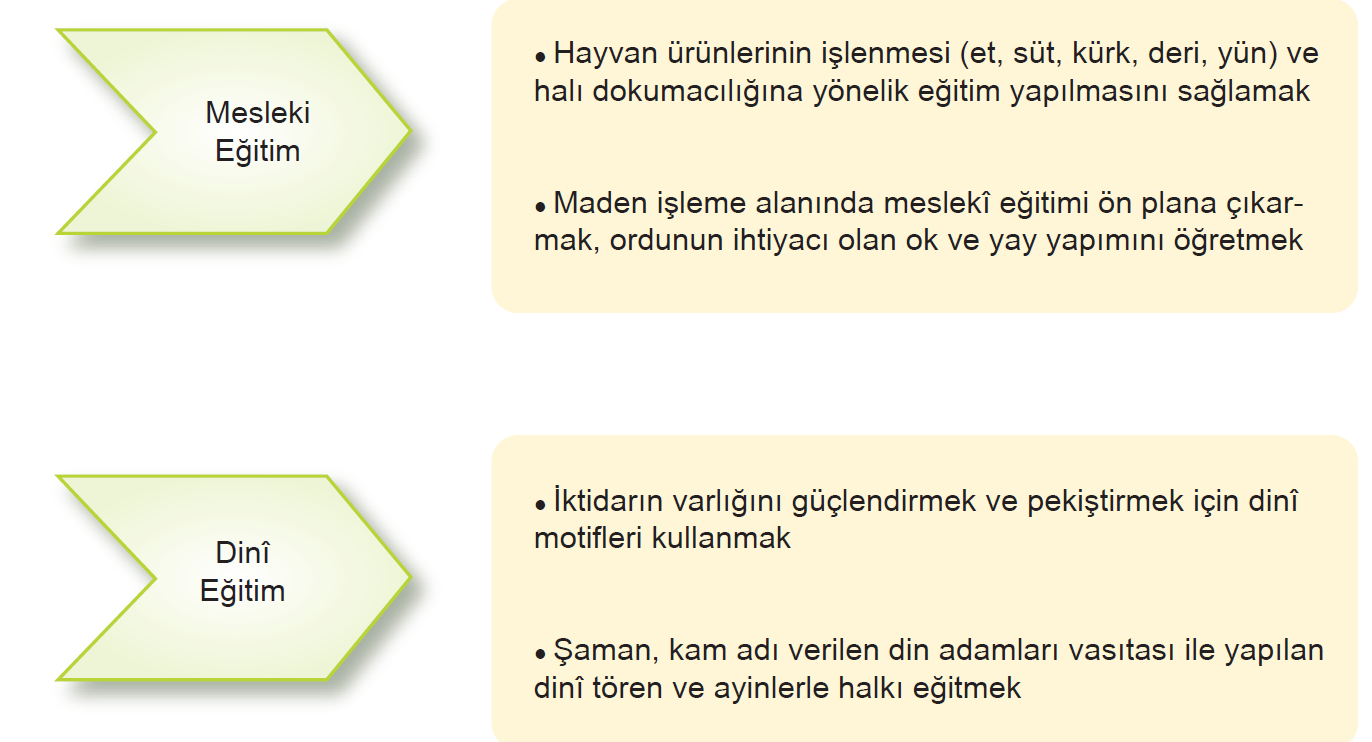 Mesleki
Eğitim
● Hayvan ürünlerinin işlenmesi (et, süt, kürk, deri, yün) ve
halı dokumacılığına yönelik eğitim yapılmasını sağlamak
● Maden işleme alanında meslekî eğitimi ön plana çıkar-
mak, ordunun ihtiyacı olan ok ve yay yapımını öğretmek
Dinî
Eğitim
● İktidarın varlığını güçlendirmek ve pekiştirmek için dinî
motifleri kullanmak
● Şaman, kam adı verilen din adamları vasıtası ile yapılan
dinî tören ve ayinlerle halkı eğitmek